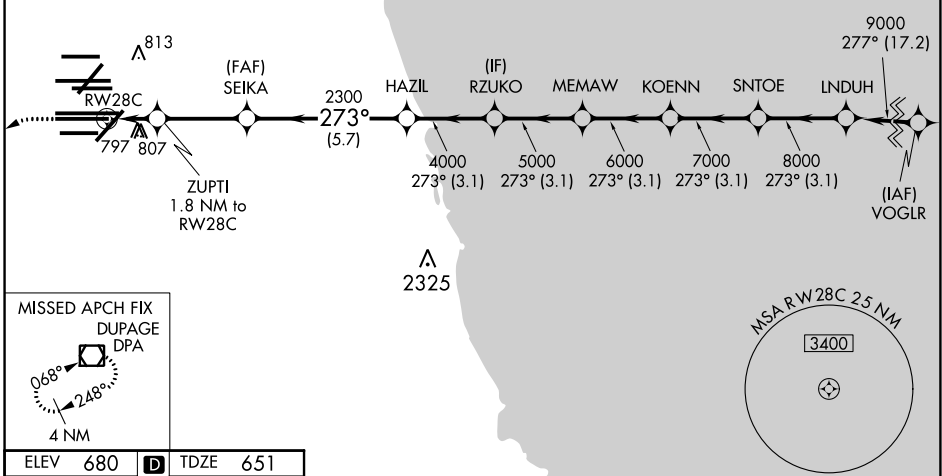 9000
277° (17.2)
813
(FAF)
SEIKA
HAZIL
(IF)
RZUKO
MEMAW
KOENN
SNTOE
LNDUH
RW28C
2300
273°
(5.7)
797
807
4000
273° (3.1)
5000
273° (3.1)
6000
273° (3.1)
7000
273° (3.1)
8000
273° (3.1)
(IAF)
VOGLR
ZUPTI
1.8 NM to
RW28C
2325
MISSED APCH FIX
DUPAGE
DPA
068°
248°
4 NM
MSA RW28C 25 NM
3400
ELEV 680 D TDZE 651